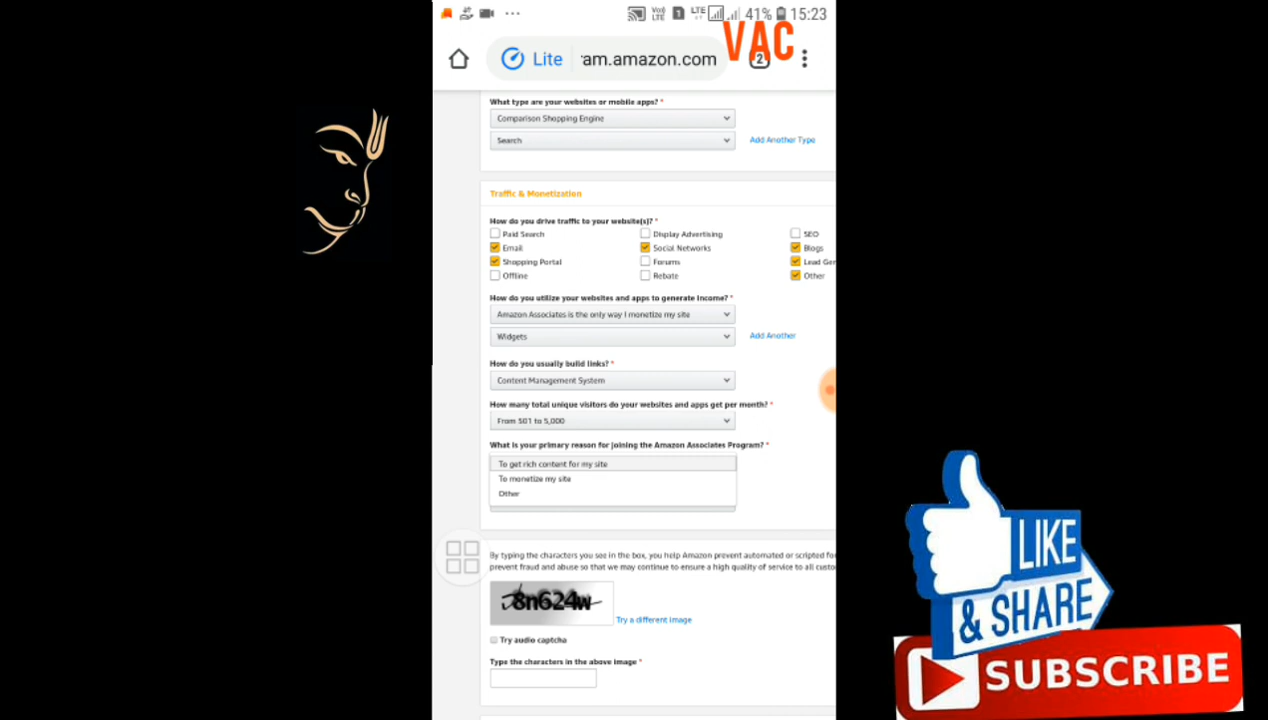 VoD LTE 1 LTE 41% 15:23
VAC
Lite am.amazon.com 2
What type are your websites or mobile apps? *
Comparison Shopping Engine
Search Add Another Type
Traffic & Monetization
How do you drive traffic to your website(s)? *
Paid Search Display Advertising SEO
Email Social Networks Blogs
Shopping Portal Forums Lead Ger
Offline Rebate Other
How do you utilize your websites and apps to generate income? *
Amazon Associates is the only way I monetize my site
Widgets Add Another
How do you usually build links? *
Content Management System
How many total unique visitors do your websites and apps get per month? *
From 501 to 5,000
What is your primary reason for joining the Amazon Associates Program? *
To get rich content for my site
To monetize my site
Other
By typing the characters you see in the box, you help Amazon prevent automated or scripted fo
prevent fraud and abuse so that we may continue to ensure a high quality of service to all custo
8n624w
Try a different image
Try audio captcha
Type the characters in the above image *
LIKE
& SHARE
SUBSCRIBE